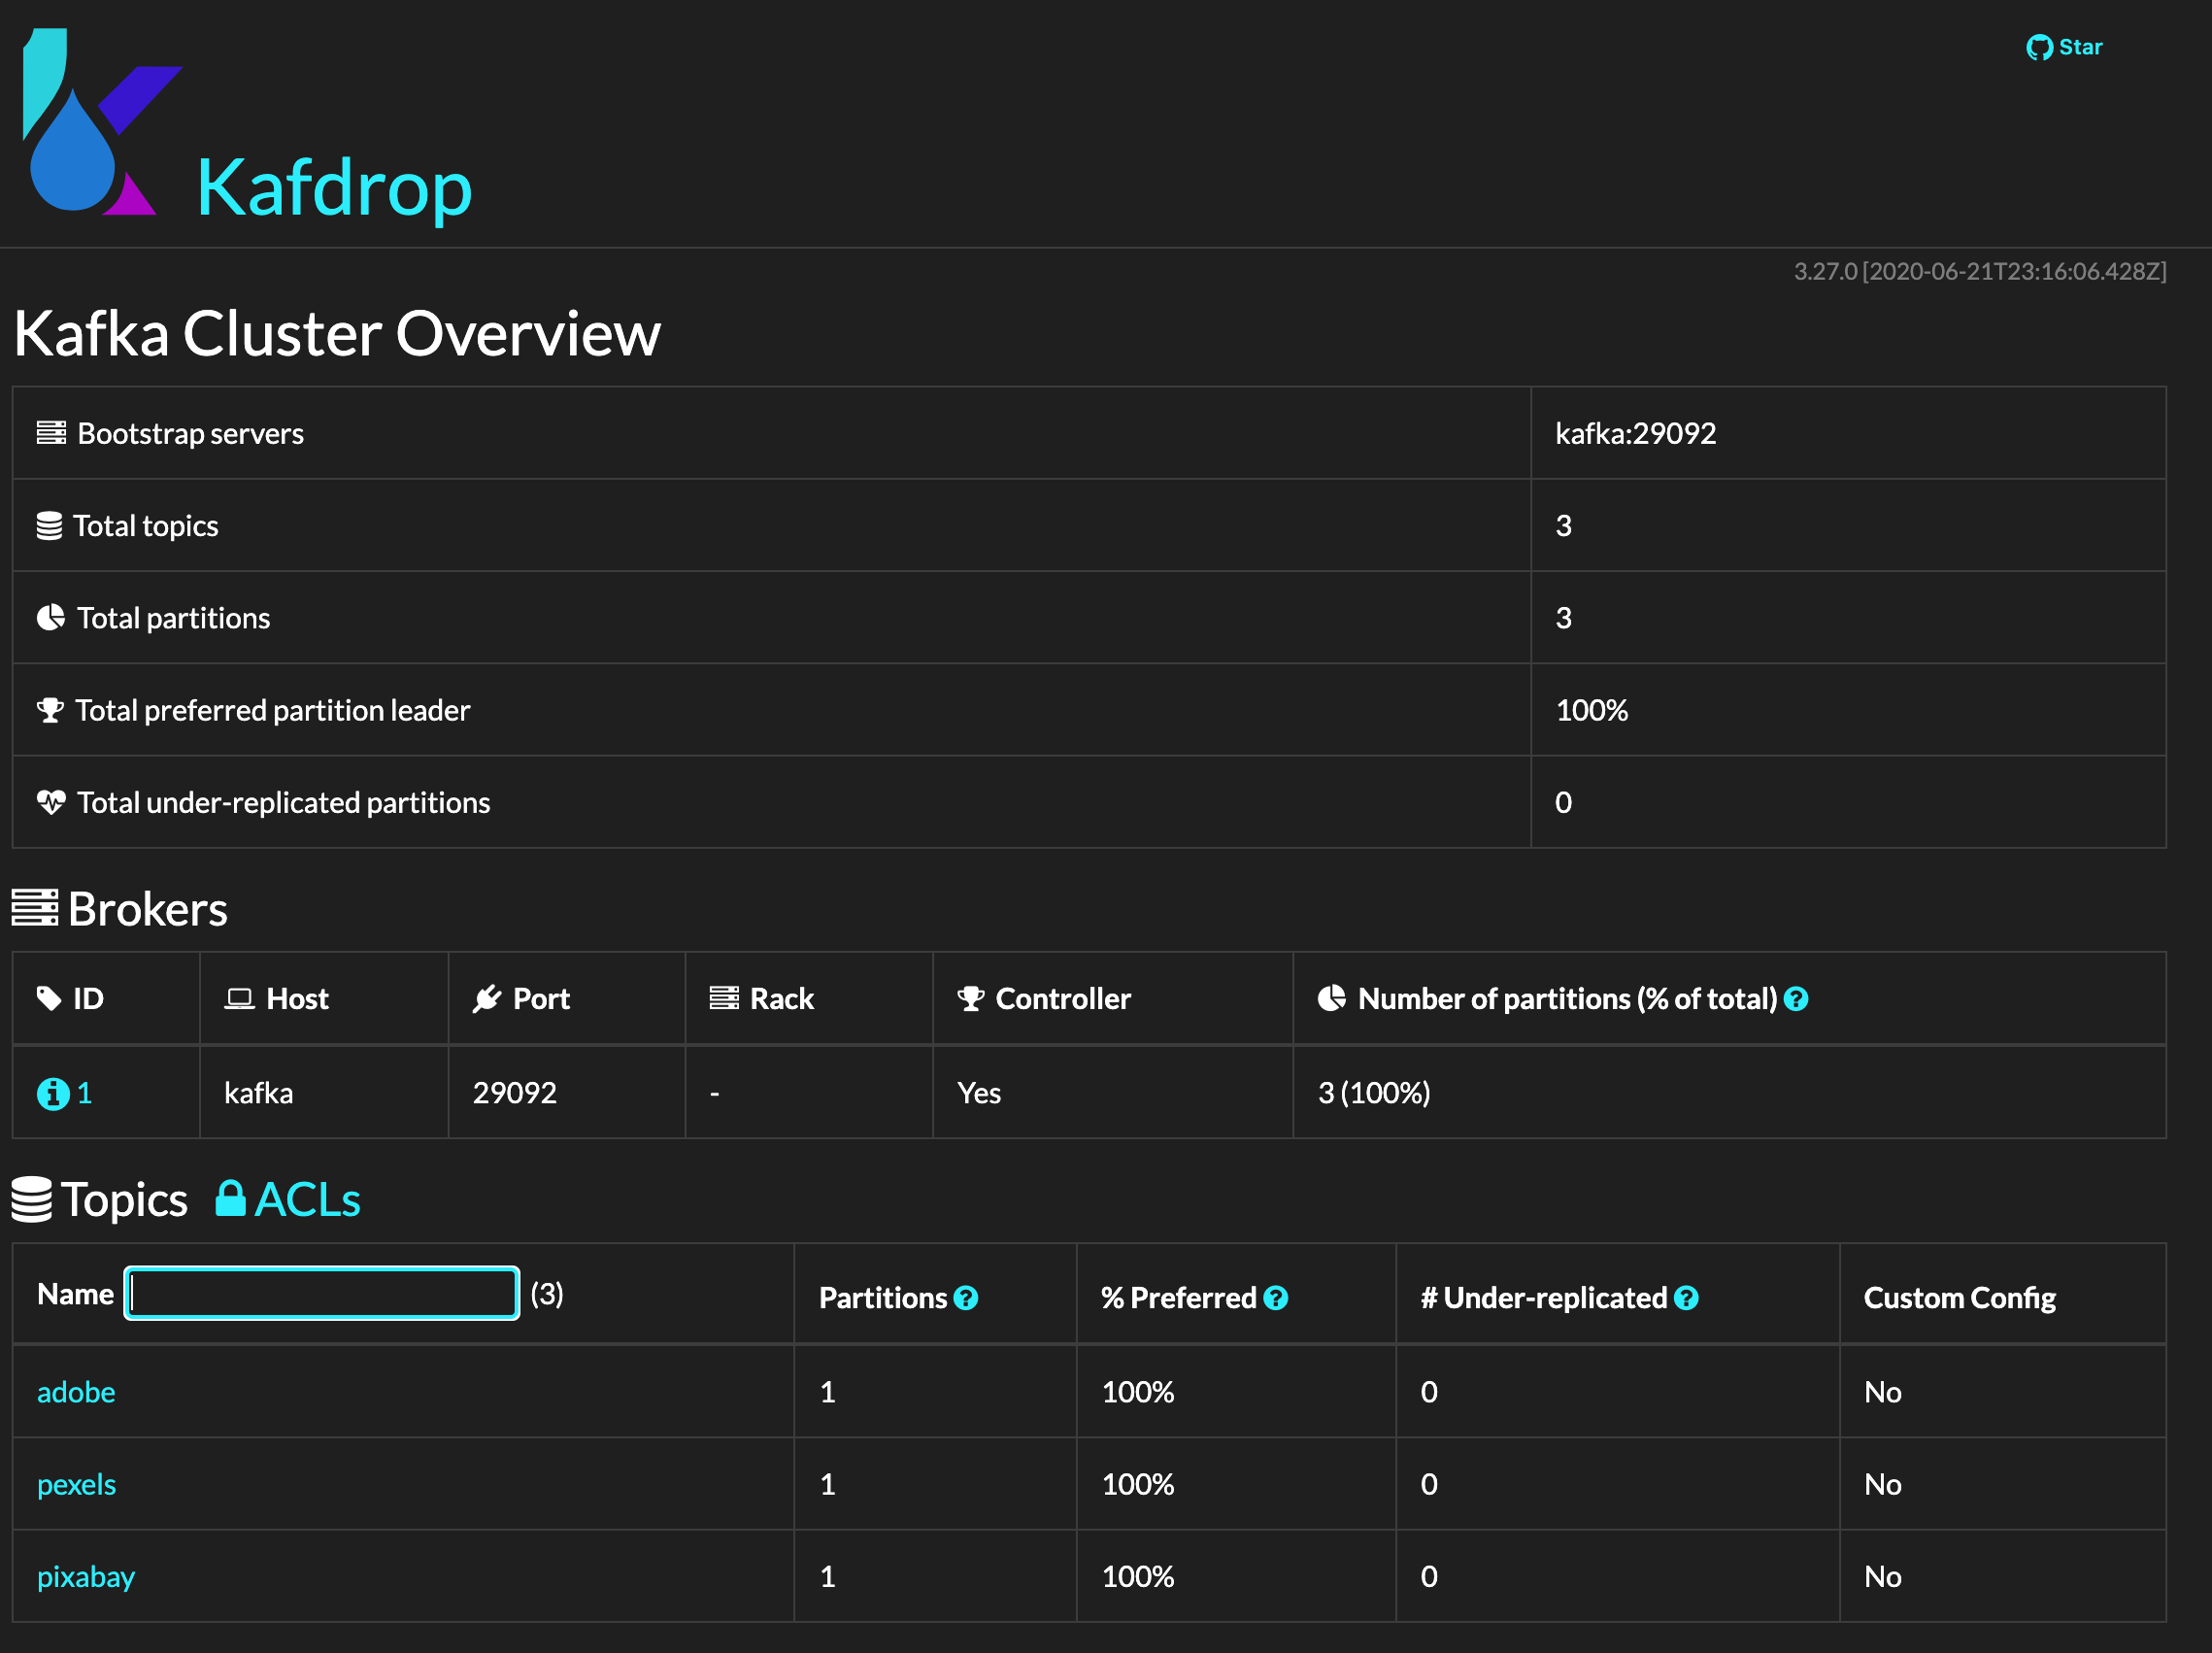 Star
Kafdrop
3.27.0 [2020-06-21T23:16:06.428Z]
Kafka Cluster Overview
Bootstrap servers kafka:29092
Total topics 3
Total partitions 3
Total preferred partition leader 100%
Total under-replicated partitions 0
Brokers
ID Host Port Rack Controller Number of partitions (% of total)
1 kafka 29092 - Yes 3 (100%)
Topics ACLs
Name (3) Partitions % Preferred # Under-replicated Custom Config
adobe 1 100% 0 No
pexels 1 100% 0 No
pixabay 1 100% 0 No